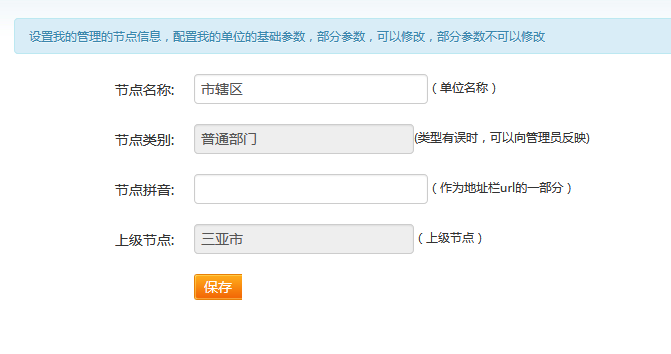 设置我的管理的节点信息，配置我的单位的基础参数，部分参数，可以修改，部分参数不可以修改
节点名称: 市辖区 （单位名称）
节点类别: 普通部门 (类型有误时，可以向管理员反映)
节点拼音: （作为地址栏url的一部分）
上级节点: 三亚市 （上级节点）
保存